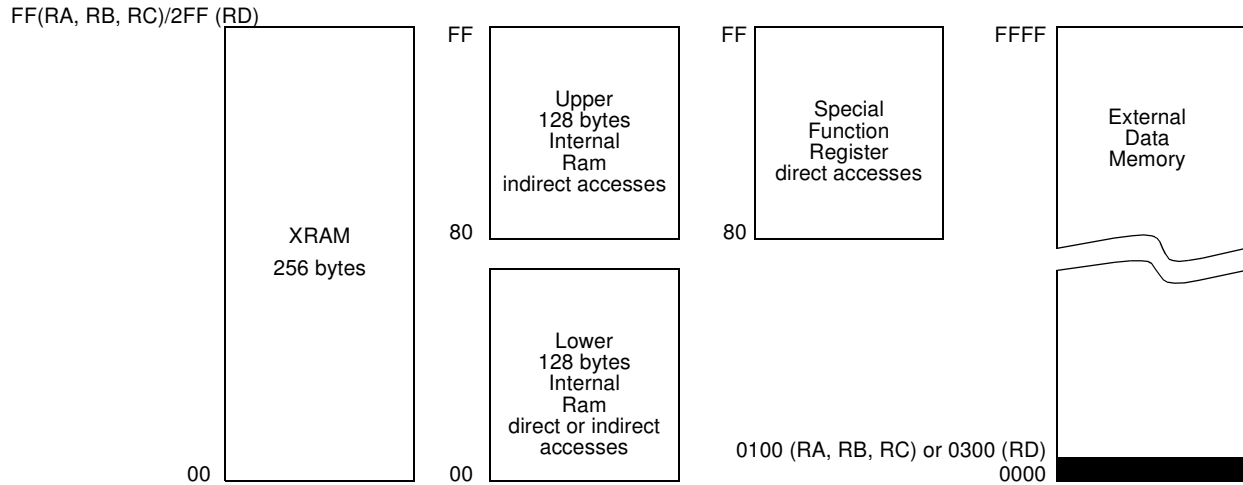 FF(RA, RB, RC)/2FF (RD)
FF
FF
FFFF
Upper
128 bytes
Internal
Ram
indirect accesses
Special
Function
Register
direct accesses
External
Data
Memory
80
80
XRAM
256 bytes
Lower
128 bytes
Internal
Ram
direct or indirect
accesses
00
00
0100 (RA, RB, RC) or 0300 (RD)
0000